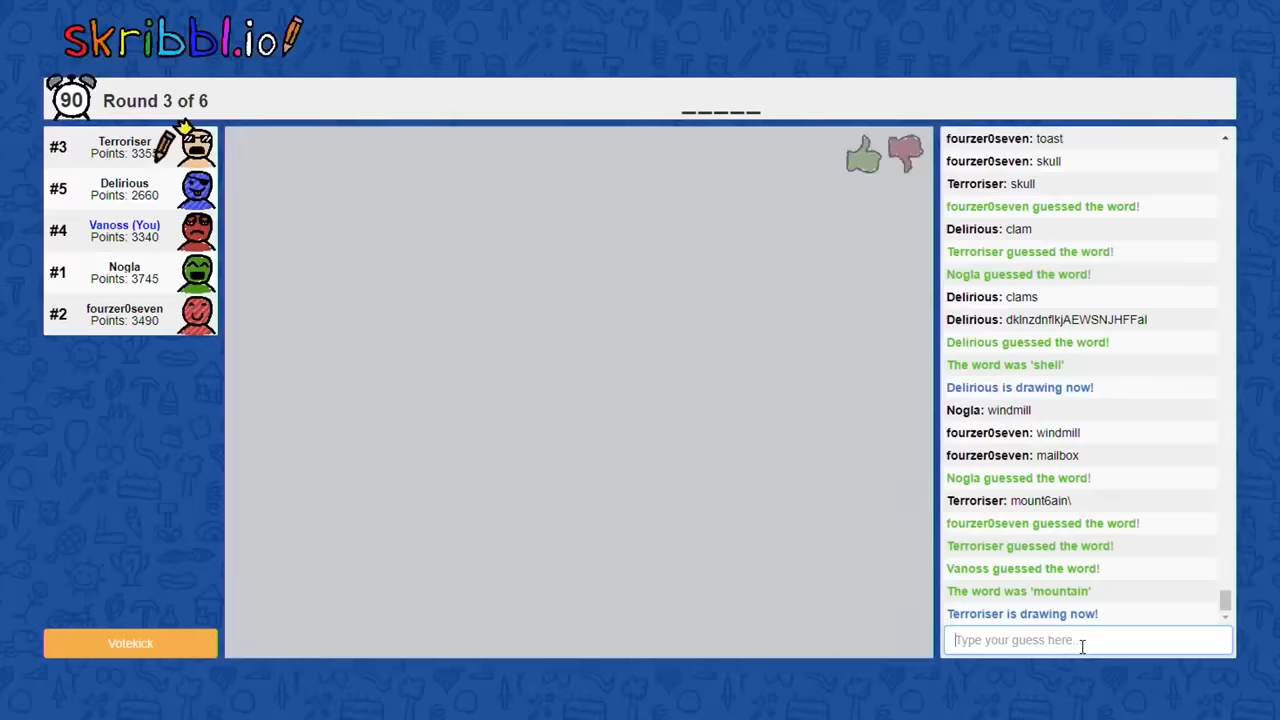 skribbl.io
90
Round 3 of 6
_____
#3 Terroriser
Points: 3355
#5 Delirious
Points: 2660
#4 Vanoss (You)
Points: 3340
#1 Nogla
Points: 3745
#2 fourzer0seven
Points: 3490
Votekick
fourzer0seven: toast
fourzer0seven: skull
Terroriser: skull
fourzer0seven guessed the word!
Delirious: clam
Terroriser guessed the word!
Nogla guessed the word!
Delirious: clams
Delirious: dklnzdnflkjAEWSNJHFFal
Delirious guessed the word!
The word was 'shell'
Delirious is drawing now!
Nogla: windmill
fourzer0seven: windmill
fourzer0seven: mailbox
Nogla guessed the word!
Terroriser: mount6ain\
fourzer0seven guessed the word!
Terroriser guessed the word!
Vanoss guessed the word!
The word was 'mountain'
Terroriser is drawing now!
Type your guess here...